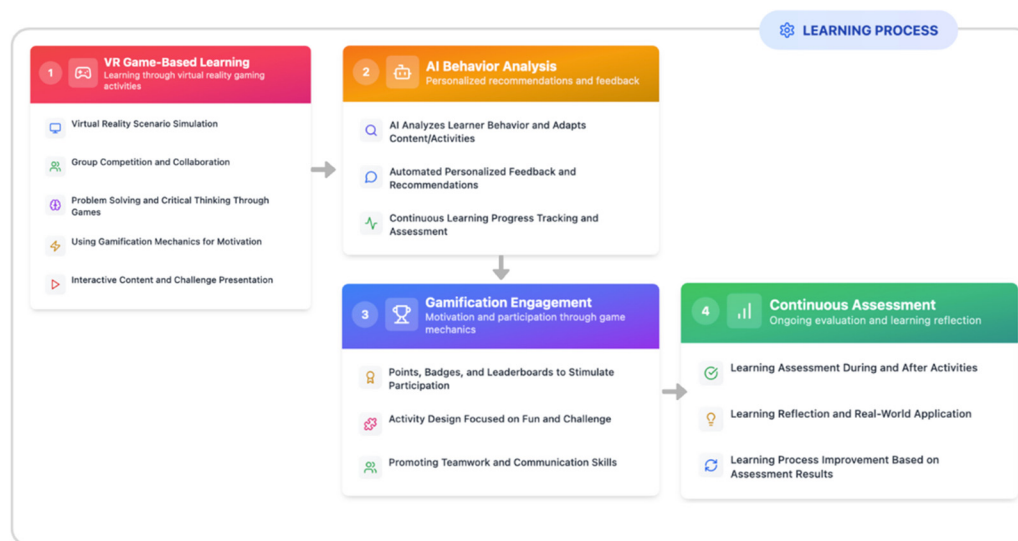 LEARNING PROCESS
1
VR Game-Based Learning
Learning through virtual reality gaming
activities
Virtual Reality Scenario Simulation
Group Competition and Collaboration
Problem Solving and Critical Thinking Through
Games
Using Gamification Mechanics for Motivation
Interactive Content and Challenge Presentation
2
AI Behavior Analysis
Personalized recommendations and feedback
AI Analyzes Learner Behavior and Adapts
Content/Activities
Automated Personalized Feedback and
Recommendations
Continuous Learning Progress Tracking and
Assessment
3
Gamification Engagement
Motivation and participation through game
mechanics
Points, Badges, and Leaderboards to Stimulate
Participation
Activity Design Focused on Fun and Challenge
Promoting Teamwork and Communication Skills
4
Continuous Assessment
Ongoing evaluation and learning reflection
Learning Assessment During and After Activities
Learning Reflection and Real-World Application
Learning Process Improvement Based on
Assessment Results